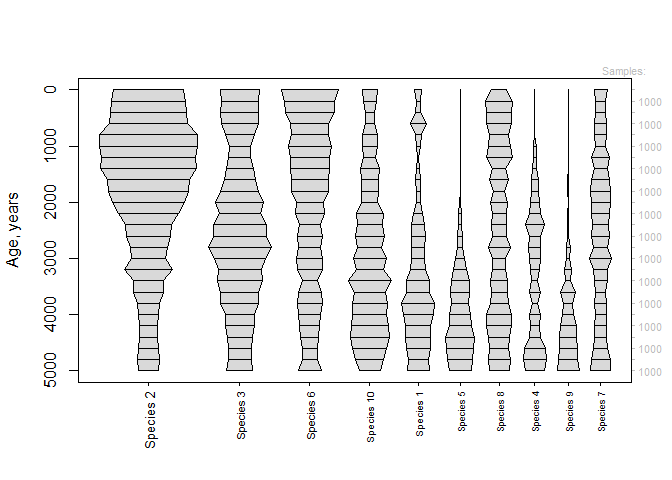 Samples:
0
1000
2000
3000
4000
5000
Age, years
1000
1000
1000
1000
1000
1000
1000
1000
1000
1000
1000
1000
1000
Species 2
Species 3
Species 6
Species 10
Species 1
Species 5
Species 8
Species 4
Species 9
Species 7